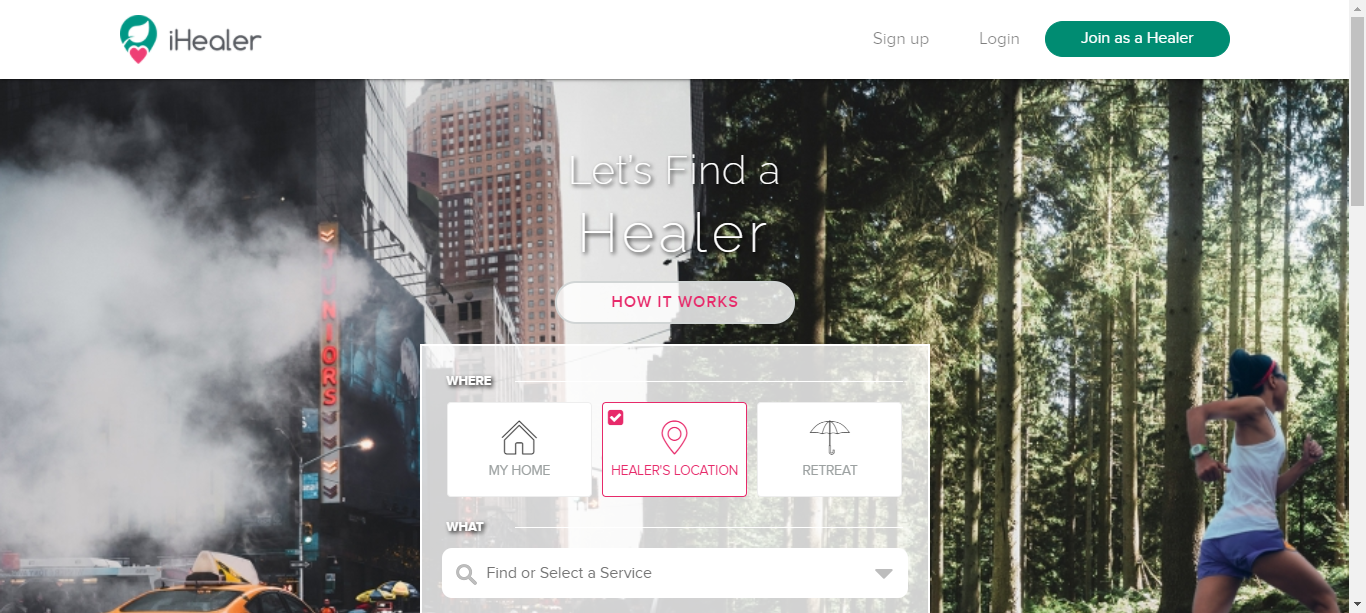 iHealer
Sign up
Login
Join as a Healer
Let's Find a
Healer
HOW IT WORKS
JUNIORS
WHERE
MY HOME
HEALER'S LOCATION
RETREAT
WHAT
Find or Select a Service